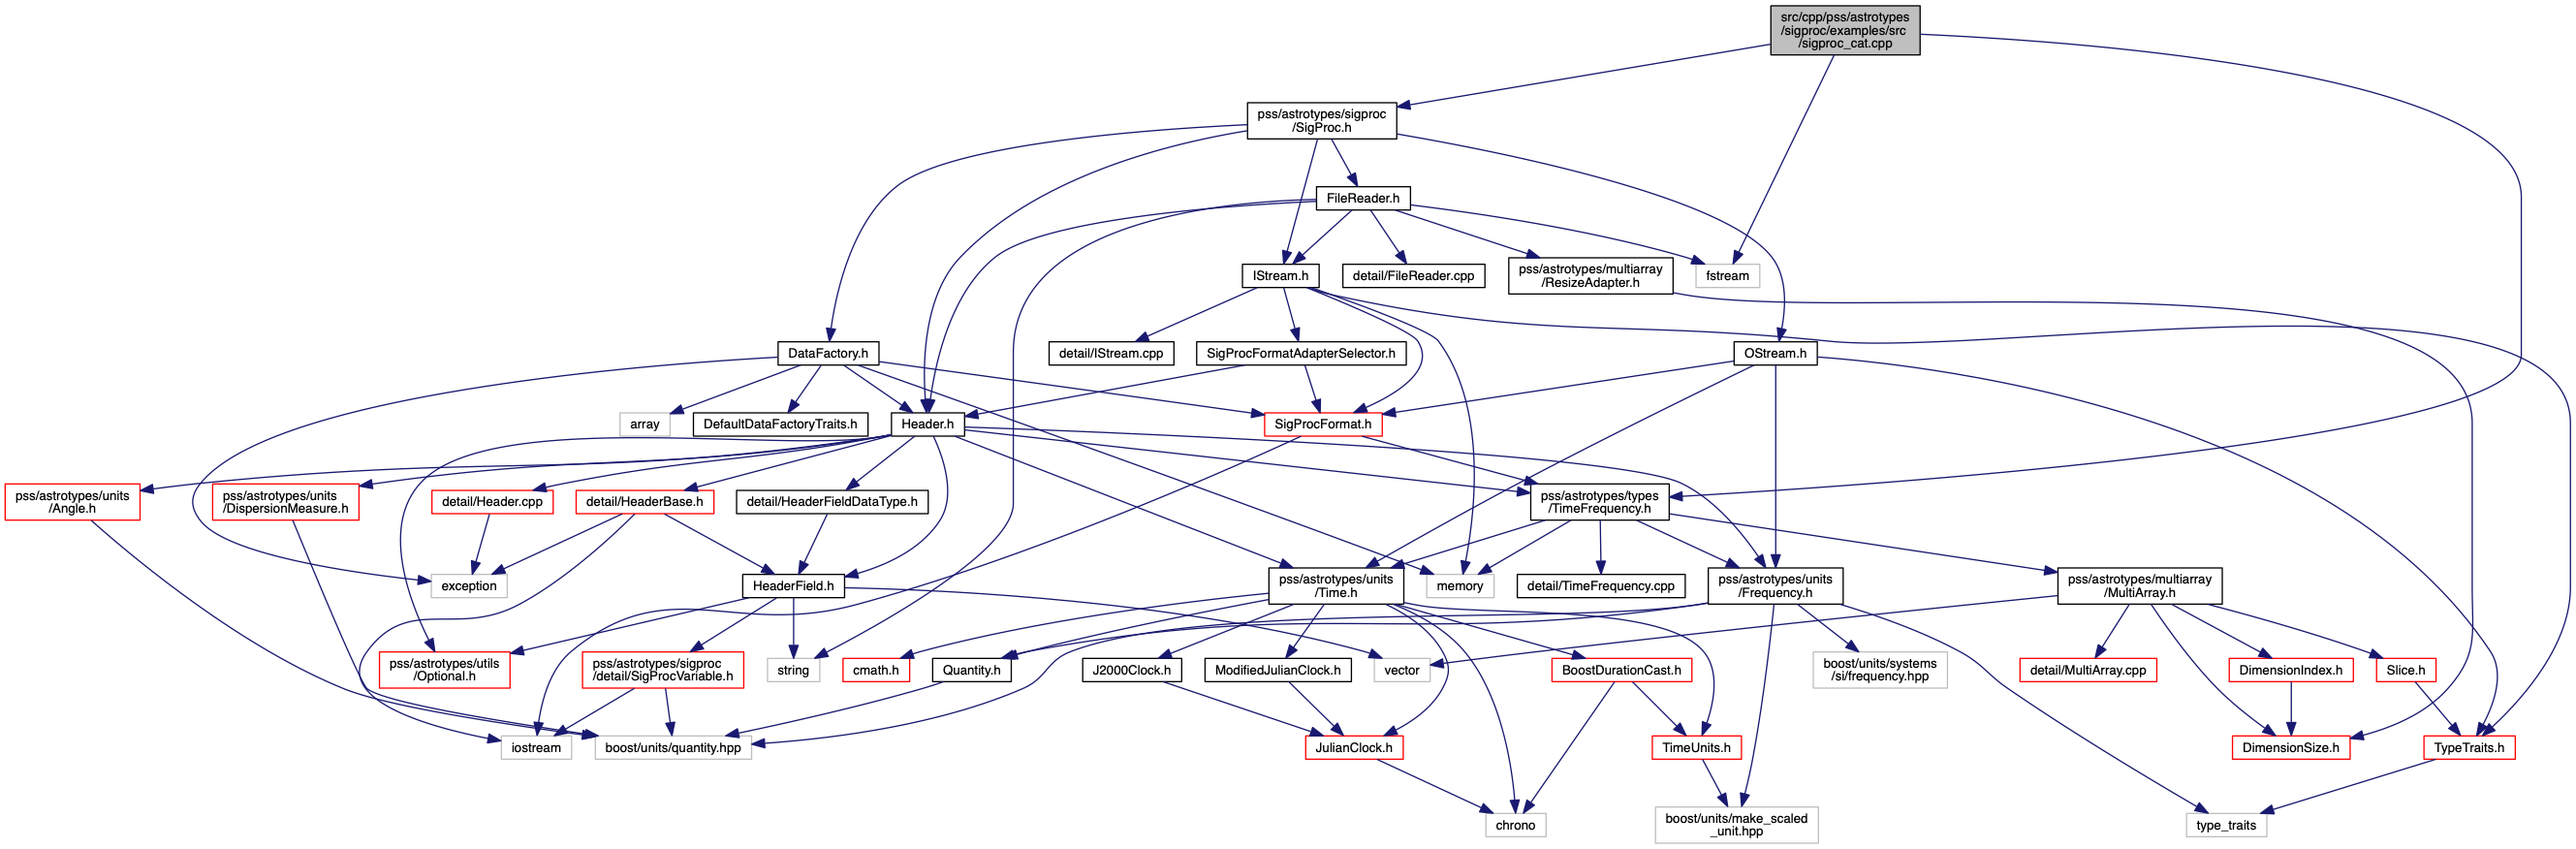 src/cpp/pss/astrotypes
/sigproc/examples/src
/sigproc_cat.cpp
pss/astrotypes/sigproc
/SigProc.h
FileReader.h
IStream.h
detail/FileReader.cpp
pss/astrotypes/multiarray
/ResizeAdapter.h
fstream
DataFactory.h
detail/IStream.cpp
SigProcFormatAdapterSelector.h
OStream.h
array
DefaultDataFactoryTraits.h
Header.h
SigProcFormat.h
pss/astrotypes/units
/Angle.h
pss/astrotypes/units
/DispersionMeasure.h
detail/Header.cpp
detail/HeaderBase.h
detail/HeaderFieldDataType.h
pss/astrotypes/types
/TimeFrequency.h
exception
HeaderField.h
pss/astrotypes/units
/Time.h
memory
detail/TimeFrequency.cpp
pss/astrotypes/units
/Frequency.h
pss/astrotypes/multiarray
/MultiArray.h
pss/astrotypes/utils
/Optional.h
pss/astrotypes/sigproc
/detail/SigProcVariable.h
string
cmath.h
Quantity.h
J2000Clock.h
ModifiedJulianClock.h
vector
BoostDurationCast.h
boost/units/systems
/si/frequency.hpp
detail/MultiArray.cpp
DimensionIndex.h
Slice.h
iostream
boost/units/quantity.hpp
JulianClock.h
TimeUnits.h
DimensionSize.h
TypeTraits.h
chrono
boost/units/make_scaled
_unit.hpp
type_traits